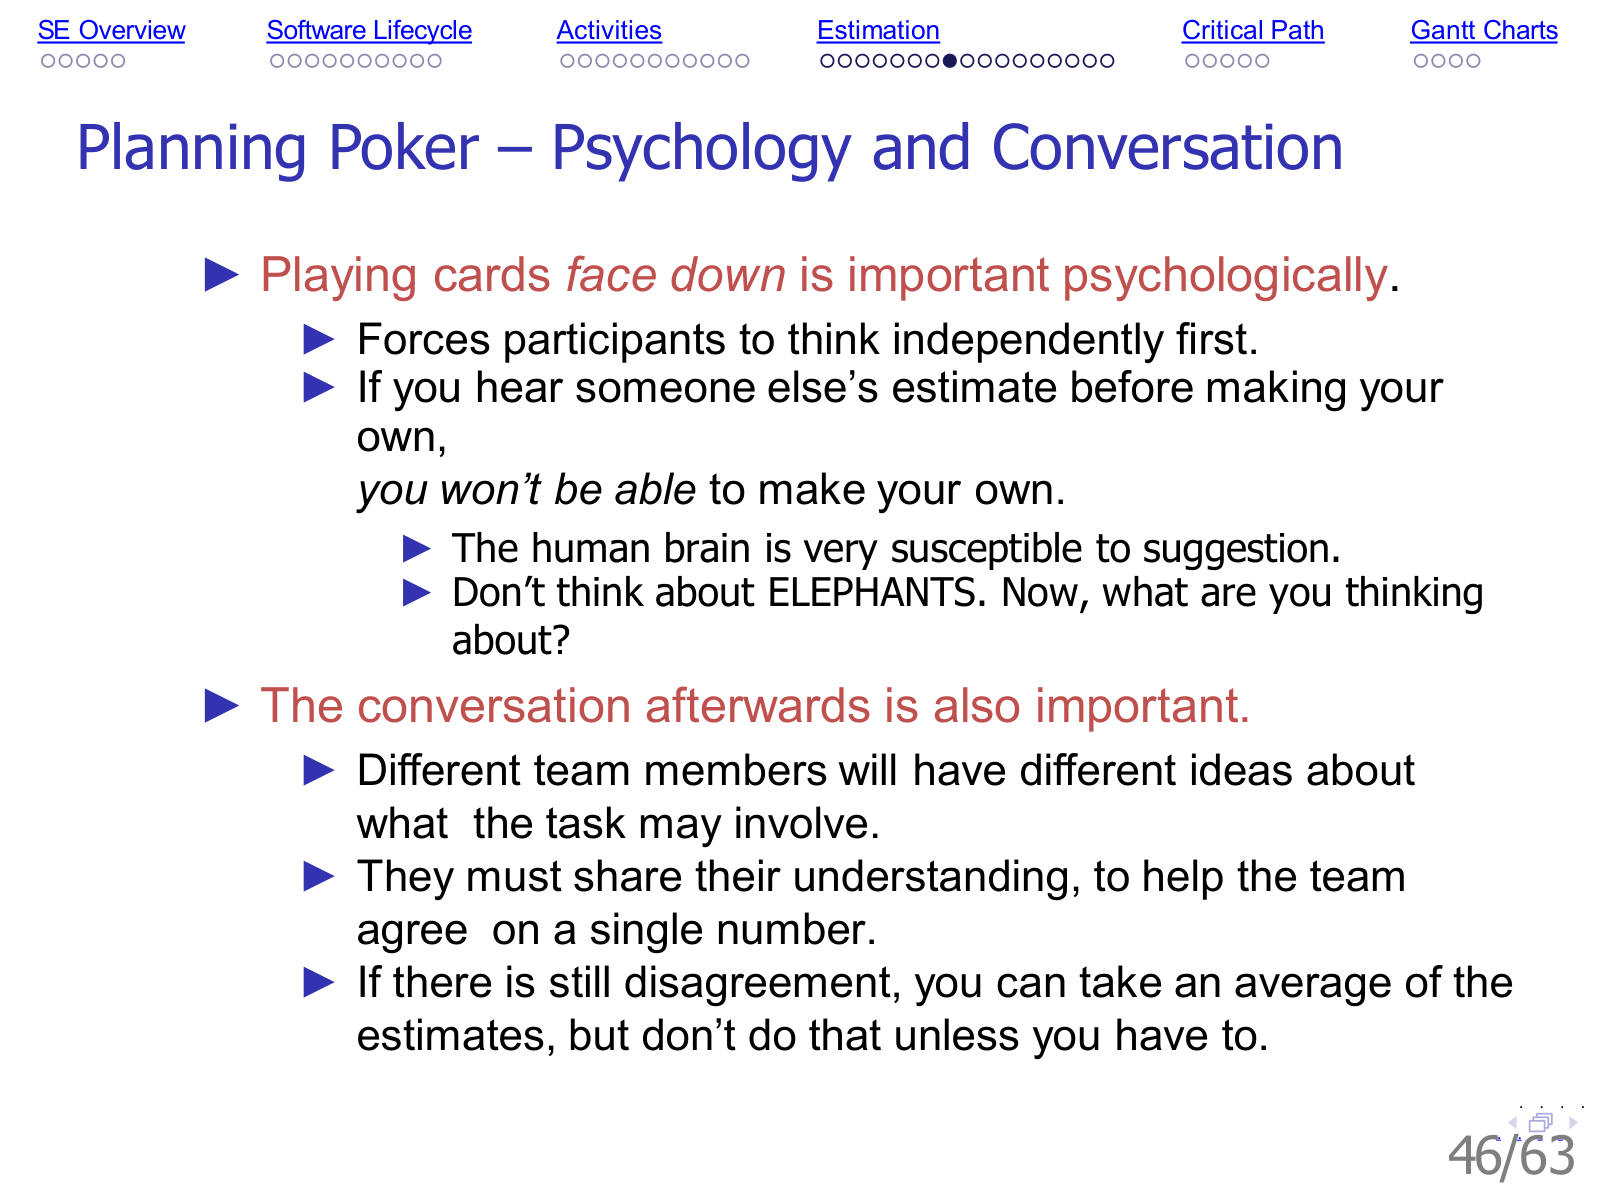 SE Overview Software Lifecycle Activities Estimation Critical Path Gantt Charts
Planning Poker – Psychology and Conversation
► Playing cards face down is important psychologically.
► Forces participants to think independently first.
► If you hear someone else’s estimate before making your
own,
you won’t be able to make your own.
► The human brain is very susceptible to suggestion.
► Don’t think about ELEPHANTS. Now, what are you thinking
about?
► The conversation afterwards is also important.
► Different team members will have different ideas about
what the task may involve.
► They must share their understanding, to help the team
agree on a single number.
► If there is still disagreement, you can take an average of the
estimates, but don’t do that unless you have to.
46/63